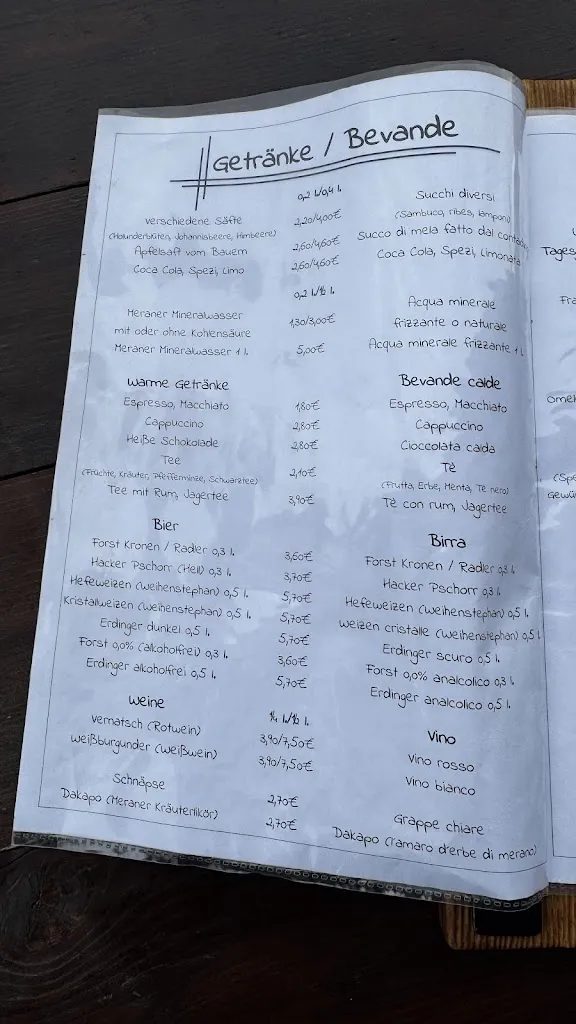 Getränke / Bevande
0,2 l./0,4 l.
verschiedene Säfte 2,20/4,00€ Succhi diversi
(Holunderblüten, Johannisbeere, Himbeere) (Sambuco, ribes, lampon
Apfelsaft vom Bauern 2,60/4,60€ Succo di mela fatto dal conta
Coca Cola, Spezi, Limo 2,60/4,60€ Coca Cola, Spezi, Limonata
0,2 l./½ l.
Meraner Mineralwasser 1,30/3,00€ Acqua minerale
mit oder ohne Kohlensäure frizzante o naturale
Meraner Mineralwasser 1 l. 5,00€ Acqua minerale frizzante 1 l.
Warme Getränke Bevande calde
Espresso, Macchiato 1,80€ Espresso, Macchiato
Cappuccino 2,80€ Cappuccino
Heiße Schokolade 2,80€ Cioccolata calda
Tee 2,10€ Tè
(Früchte, Kräuter, Pfefferminze, Schwarztee) (Frutta, Erbe, Menta, Tè nero)
Tee mit Rum, Jagertee 3,90€ Tè con rum, Jagertee
Bier Birra
Forst Kronen / Radler 0,3 l. 3,60€ Forst Kronen / Radler 0,3 l.
Hacker Pschorr (Hell) 0,3 l. 3,70€ Hacker Pschorr 0,3 l.
Hefeweizen (Weihenstephan) 0,5 l. 5,70€ Hefeweizen (Weihenstephan) 0,5 l.
Kristallweizen (Weihenstephan) 0,5 l. 5,70€ Weizen cristalle (Weihenstephan) 0,5 l.
Erdinger dunkel 0,5 l. 5,70€ Erdinger scuro 0,5 l.
Forst 0,0% (alkoholfrei) 0,3 l. 3,60€ Forst 0,0% analcolico 0,3 l.
Erdinger alkoholfrei 0,5 l. 5,70€ Erdinger analcolico 0,5 l.
Weine ¼ l./½ l. Vino
Vernatsch (Rotwein) 3,90/7,50€ Vino rosso
Weißburgunder (Weißwein) 3,90/7,50€ Vino bianco
Schnäpse 2,70€ Grappe chiare
Dakapo (Meraner Kräuterlikör) 2,70€ Dakapo (l'amaro d'erbe di merano)
Tages
Fra
Omel
(Spe
Gewü